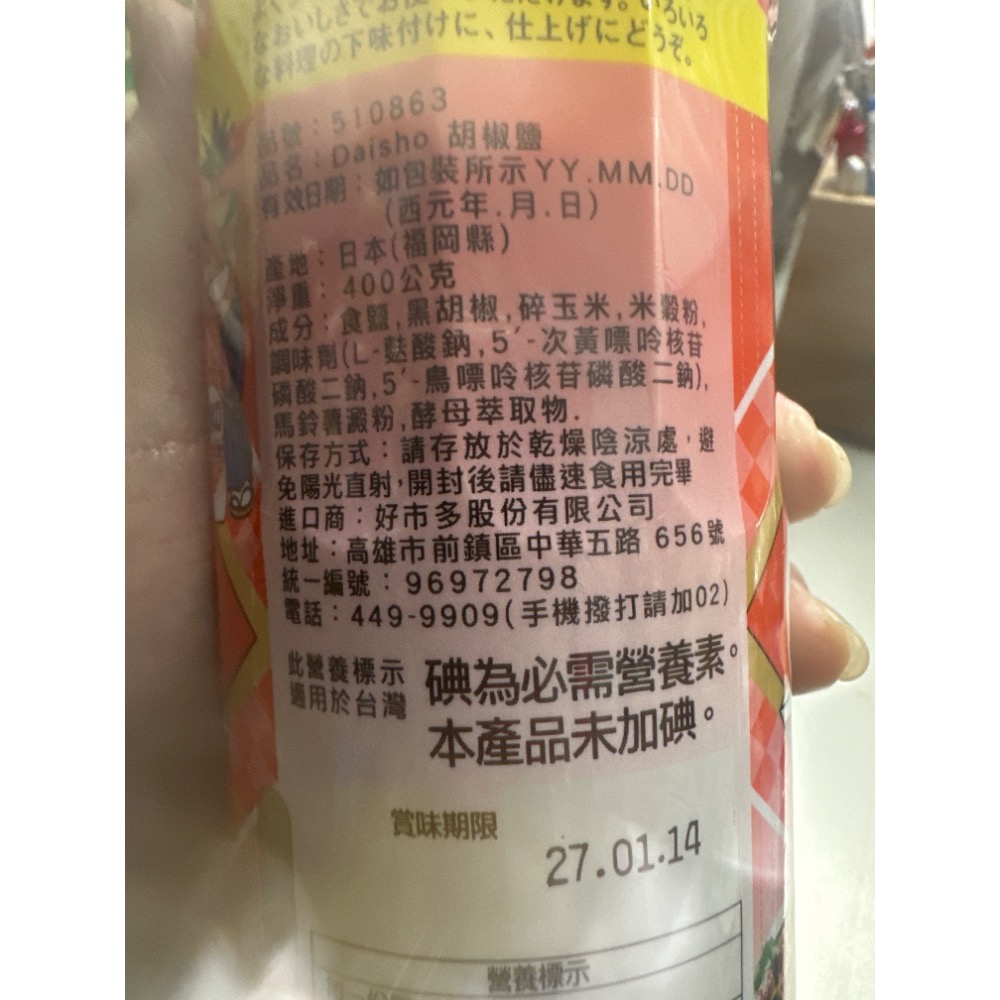 なおいしさでお
いろいろ
な料理の下味付けに、仕上げにどうぞ。
品號：510863
品名：Daisho 胡椒鹽
有效日期：如包裝所示YY.MM.DD
(西元年.月.日)
產地：日本(福岡縣)
淨重：400公克
成分：食鹽,黑胡椒,碎玉米,米穀粉,
調味劑(L-麩酸鈉,5´-次黃嘌呤核苷
磷酸二鈉,5´-鳥嘌呤核苷磷酸二鈉),
馬鈴薯澱粉,酵母萃取物.
保存方式：請存放於乾燥陰涼處，避
免陽光直射，開封後請儘速食用完畢
進口商：好市多股份有限公司
地址：高雄市前鎮區中華五路 656號
統一編號：96972798
電話：449-9909(手機撥打請加02)
此營養標示
適用於台灣
碘為必需營養素。
本產品未加碘。
賞味期限
27.01.14
營養標示